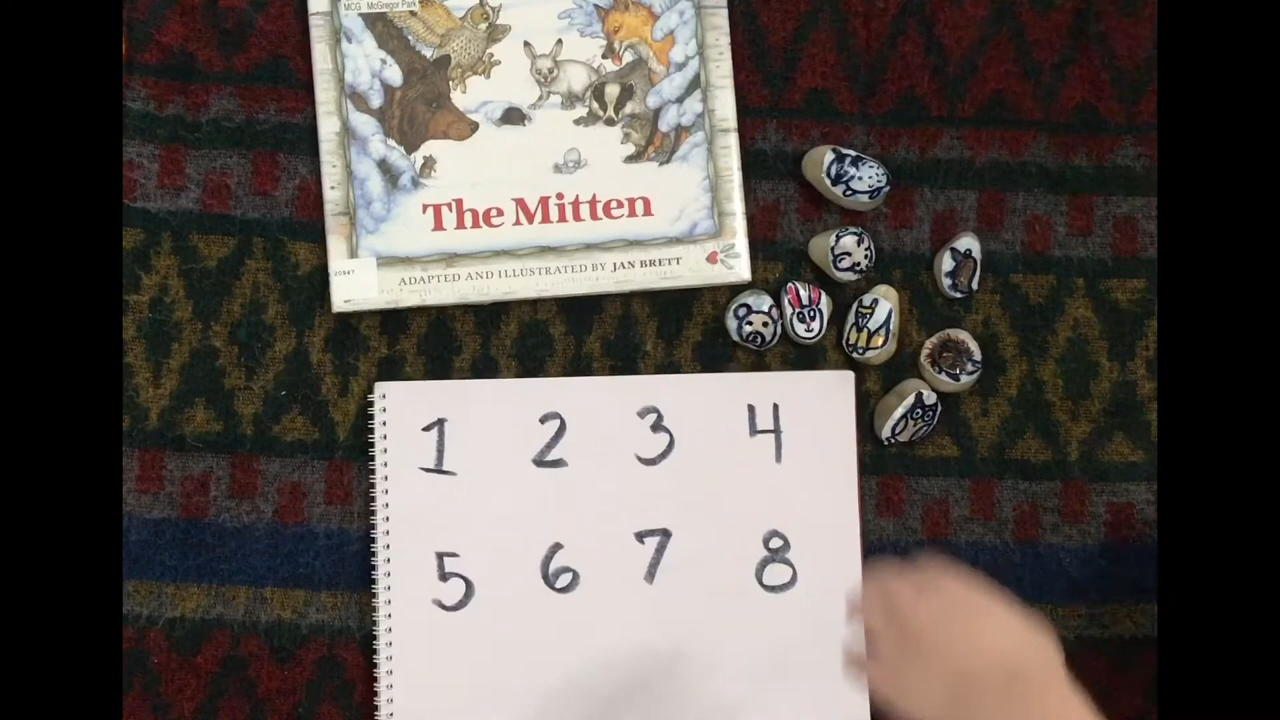 MCG McGregor Park
The Mitten
20947
ADAPTED AND ILLUSTRATED BY JAN BRETT
1 2 3 4
5 6 7 8